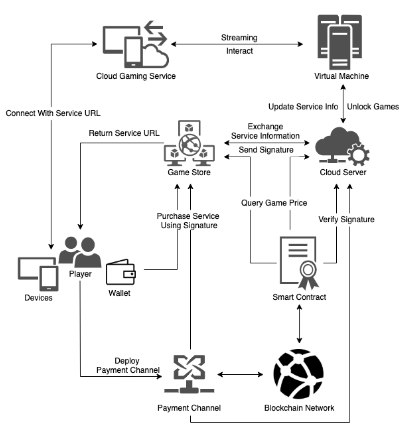 Streaming
Interact
Cloud Gaming Service
Virtual Machine
Connect With Service URL
Update Service Info
Unlock Games
Return Service URL
Exchange
Service Information
Send Signature
Game Store
Cloud Server
Query Game Price
Purchase Service
Using Signature
Verify Signature
Player
Devices
Wallet
Smart Contract
Deploy
Payment Channel
Payment Channel
Blockchain Network